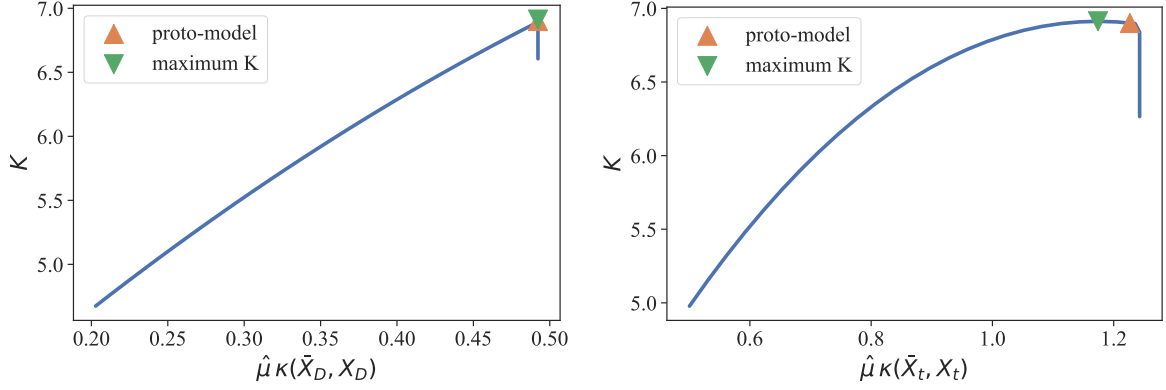 7.0
6.5
6.0
5.5
5.0
K
0.20 0.25 0.30 0.35 0.40 0.45 0.50
μ̂ κ(X̄_D, X_D)
proto-model
maximum K
7.0
6.5
6.0
5.5
5.0
K
0.6 0.8 1.0 1.2
μ̂ κ(X̄_t, X_t)
proto-model
maximum K